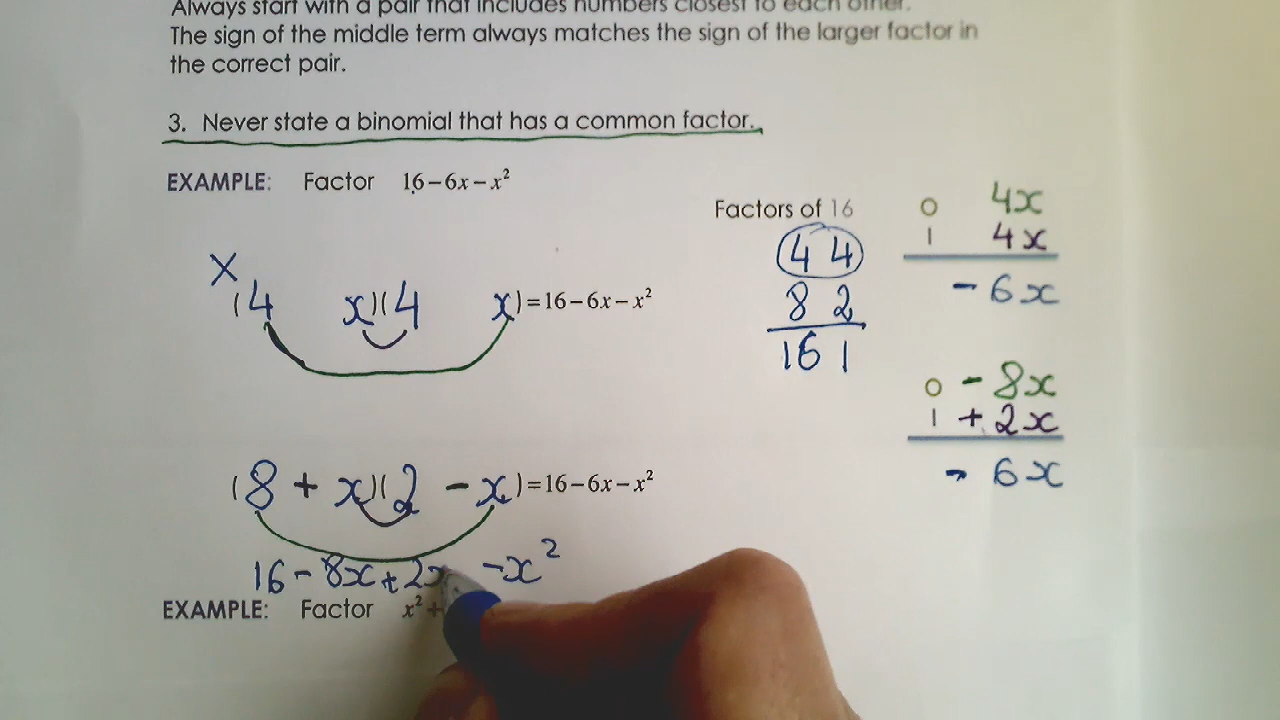 Always start with a pair that includes numbers closest to each other.
The sign of the middle term always matches the sign of the larger factor in
the correct pair.
3. Never state a binomial that has a common factor.
EXAMPLE: Factor 16-6x-x²
Factors of 16
4 4
8 2
16 1
0 4x
1 4x
- 6x
X
(4 x)(4 x) = 16-6x-x²
0 - 8x
1 + 2x
- 6x
(8 + x)(2 - x) = 16-6x-x²
16 - 8x + 2x - x²
EXAMPLE: Factor x² +